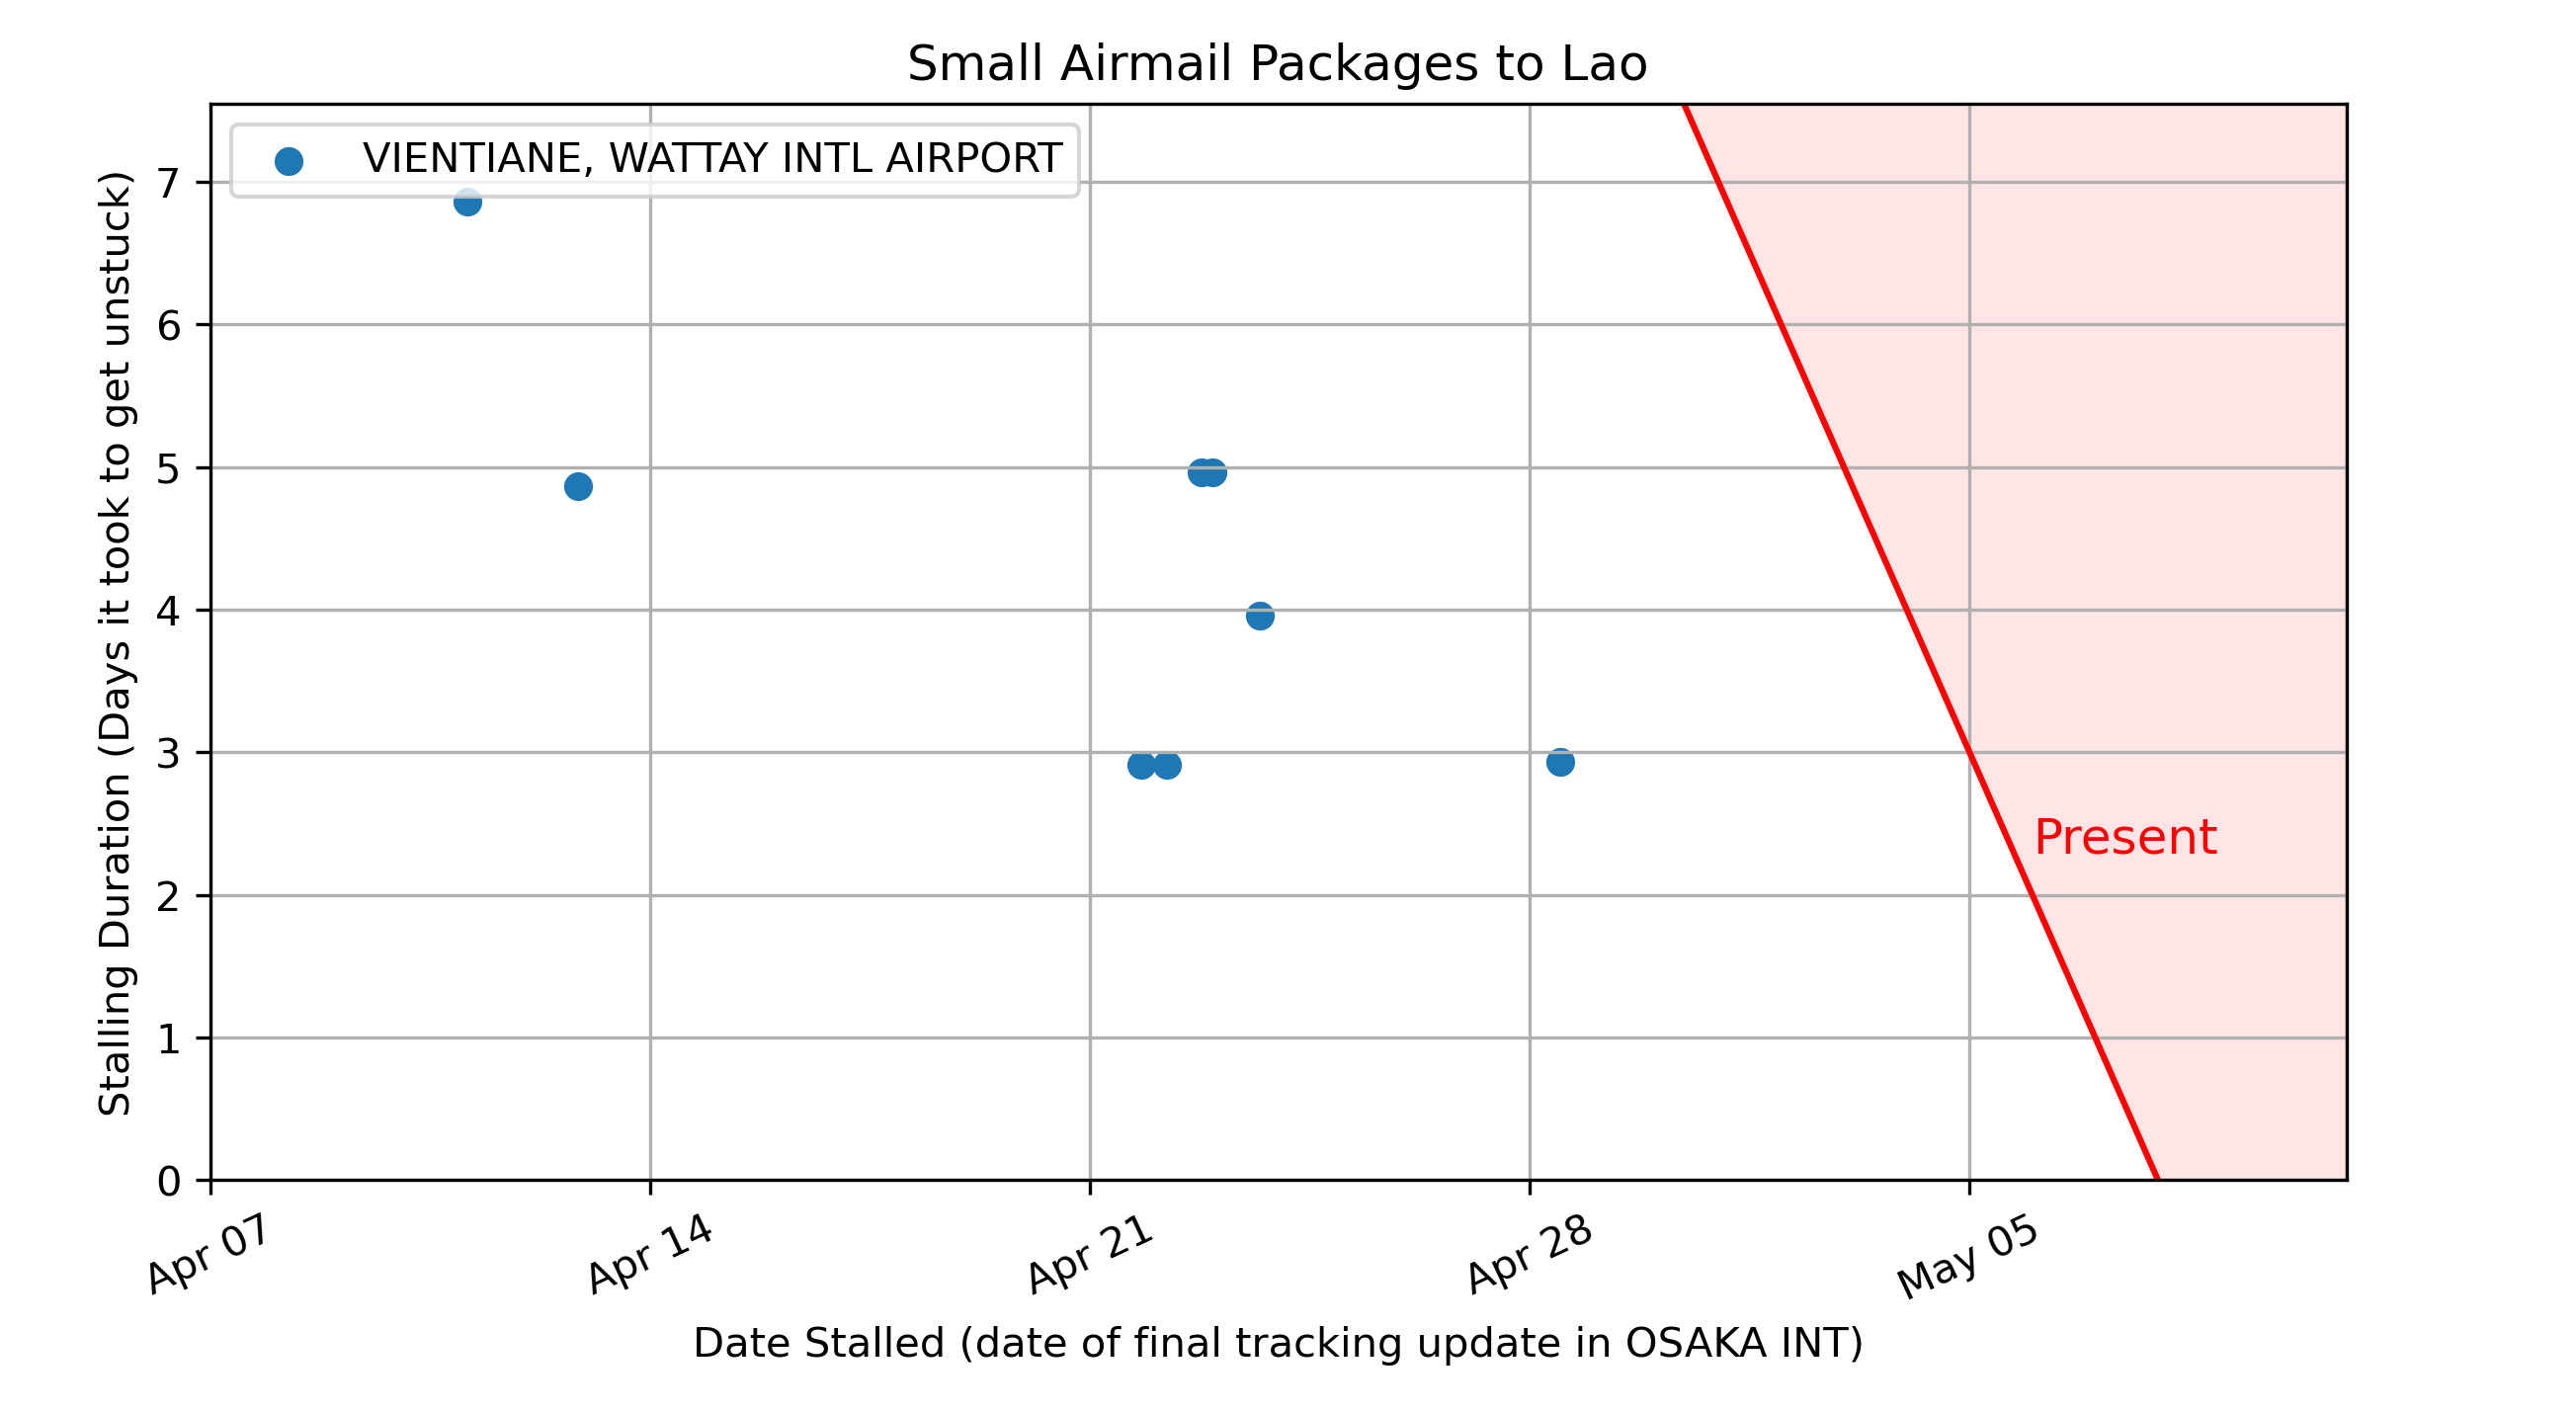 Small Airmail Packages to Lao
VIENTIANE, WATTAY INTL AIRPORT
Stalling Duration (Days it took to get unstuck)
7
6
5
4
3
2
1
0
Present
Apr 07
Apr 14
Apr 21
Apr 28
May 05
Date Stalled (date of final tracking update in OSAKA INT)